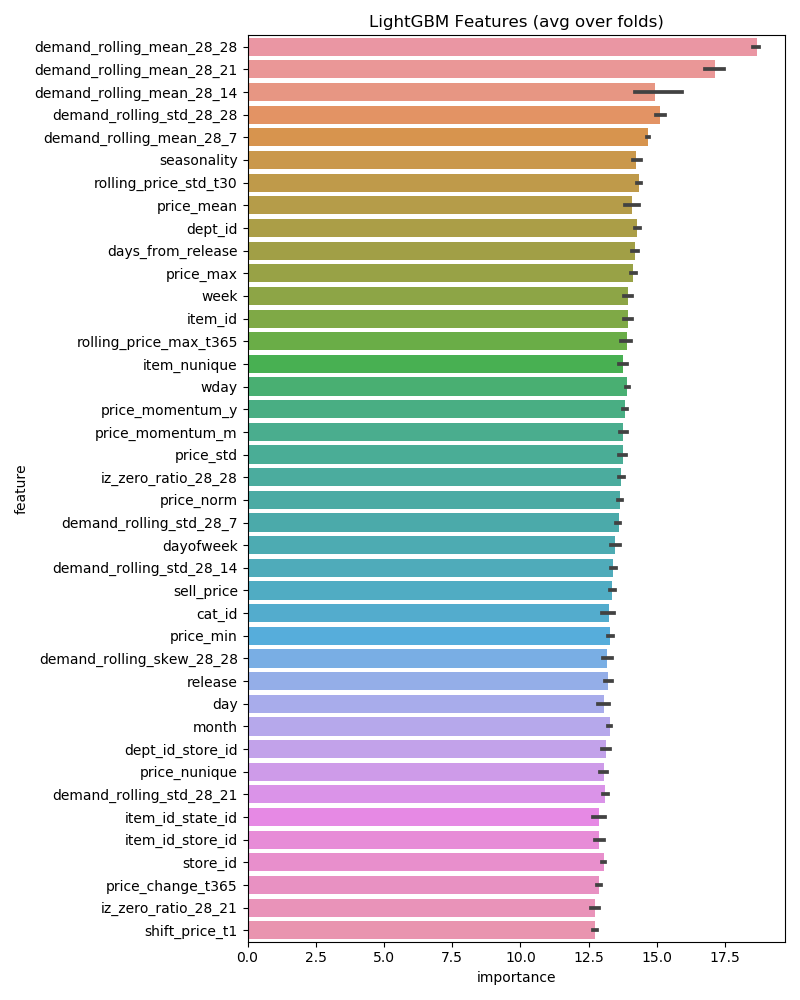 LightGBM Features (avg over folds)
demand_rolling_mean_28_28
demand_rolling_mean_28_21
demand_rolling_mean_28_14
demand_rolling_std_28_28
demand_rolling_mean_28_7
seasonality
rolling_price_std_t30
price_mean
dept_id
days_from_release
price_max
week
item_id
rolling_price_max_t365
item_nunique
wday
price_momentum_y
price_momentum_m
price_std
iz_zero_ratio_28_28
price_norm
demand_rolling_std_28_7
dayofweek
demand_rolling_std_28_14
sell_price
cat_id
price_min
demand_rolling_skew_28_28
release
day
month
dept_id_store_id
price_nunique
demand_rolling_std_28_21
item_id_state_id
item_id_store_id
store_id
price_change_t365
iz_zero_ratio_28_21
shift_price_t1
feature
0.0 2.5 5.0 7.5 10.0 12.5 15.0 17.5
importance